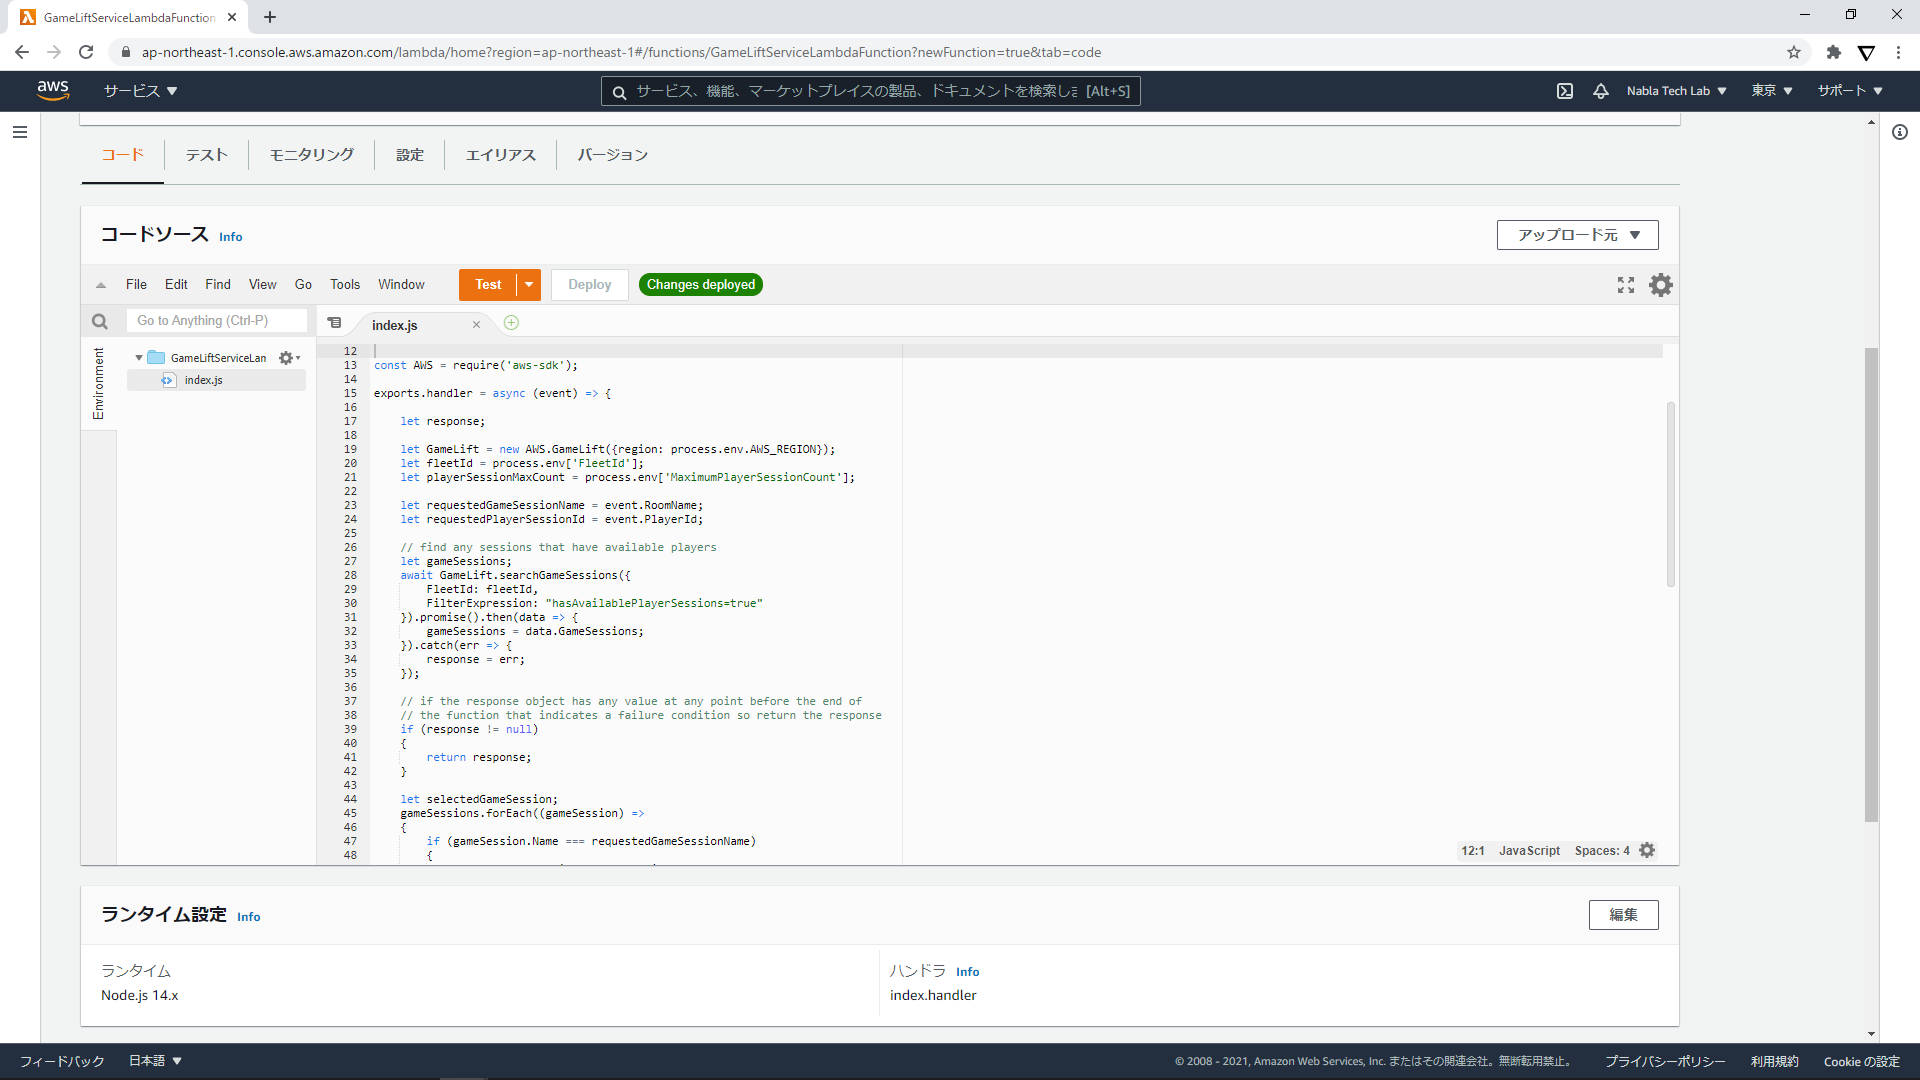 GameLiftServiceLambdaFunction
ap-northeast-1.console.aws.amazon.com/lambda/home?region=ap-northeast-1#/functions/GameLiftServiceLambdaFunction?newFunction=true&tab=code
aws サービス サービス、機能、マーケットプレイスの製品、ドキュメントを検索しま [Alt+S] Nabla Tech Lab 東京 サポート
コード テスト モニタリング 設定 エイリアス バージョン
コードソース Info アップロード元
File Edit Find View Go Tools Window Test Deploy Changes deployed
Go to Anything (Ctrl-P) index.js
Environment
GameLiftServiceLam
index.js
12
13 const AWS = require('aws-sdk');
14
15 exports.handler = async (event) => {
16
17 let response;
18
19 let GameLift = new AWS.GameLift({region: process.env.AWS_REGION});
20 let fleetId = process.env['FleetId'];
21 let playerSessionMaxCount = process.env['MaximumPlayerSessionCount'];
22
23 let requestedGameSessionName = event.RoomName;
24 let requestedPlayerSessionId = event.PlayerId;
25
26 // find any sessions that have available players
27 let gameSessions;
28 await GameLift.searchGameSessions({
29 FleetId: fleetId,
30 FilterExpression: "hasAvailablePlayerSessions=true"
31 }).promise().then(data => {
32 gameSessions = data.GameSessions;
33 }).catch(err => {
34 response = err;
35 });
36
37 // if the response object has any value at any point before the end of
38 // the function that indicates a failure condition so return the response
39 if (response != null)
40 {
41 return response;
42 }
43
44 let selectedGameSession;
45 gameSessions.forEach((gameSession) =>
46 {
47 if (gameSession.Name === requestedGameSessionName)
48 {
12:1 JavaScript Spaces: 4
ランタイム設定 Info 編集
ランタイム
Node.js 14.x
ハンドラ Info
index.handler
フィードバック 日本語 © 2008 - 2021, Amazon Web Services, Inc. またはその関連会社。無断転用禁止。 プライバシーポリシー 利用規約 Cookie の設定